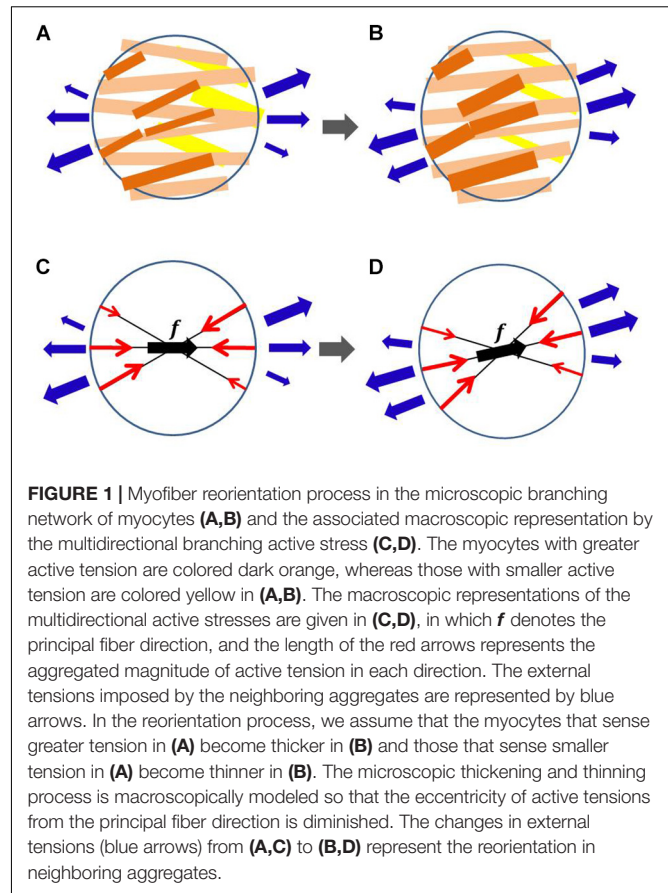 A
B
C
D
f
f
FIGURE 1 | Myofiber reorientation process in the microscopic branching
network of myocytes (A,B) and the associated macroscopic representation by
the multidirectional branching active stress (C,D). The myocytes with greater
active tension are colored dark orange, whereas those with smaller active
tension are colored yellow in (A,B). The macroscopic representations of the
multidirectional active stresses are given in (C,D), in which f denotes the
principal fiber direction, and the length of the red arrows represents the
aggregated magnitude of active tension in each direction. The external
tensions imposed by the neighboring aggregates are represented by blue
arrows. In the reorientation process, we assume that the myocytes that sense
greater tension in (A) become thicker in (B) and those that sense smaller
tension in (A) become thinner in (B). The microscopic thickening and thinning
process is macroscopically modeled so that the eccentricity of active tensions
from the principal fiber direction is diminished. The changes in external
tensions (blue arrows) from (A,C) to (B,D) represent the reorientation in
neighboring aggregates.